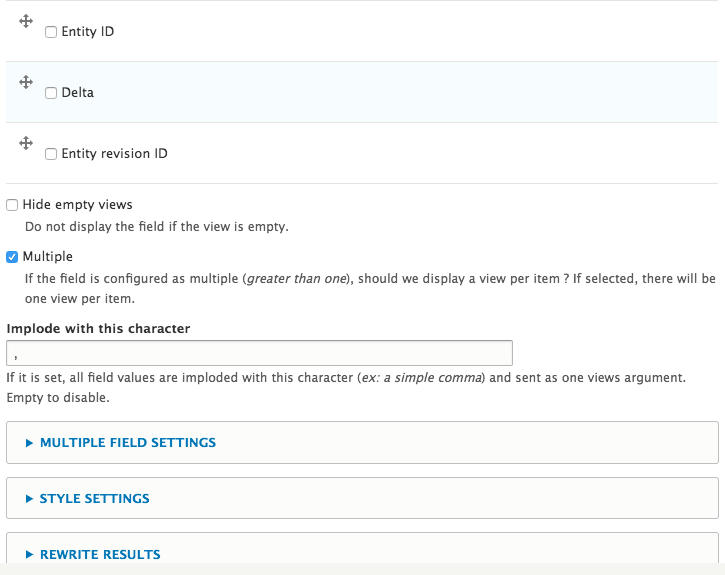 Entity ID
Delta
Entity revision ID
Hide empty views
Do not display the field if the view is empty.
Multiple
If the field is configured as multiple (greater than one), should we display a view per item ? If selected, there will be
one view per item.
Implode with this character
,
If it is set, all field values are imploded with this character (ex: a simple comma) and sent as one views argument.
Empty to disable.
MULTIPLE FIELD SETTINGS
STYLE SETTINGS
REWRITE RESULTS